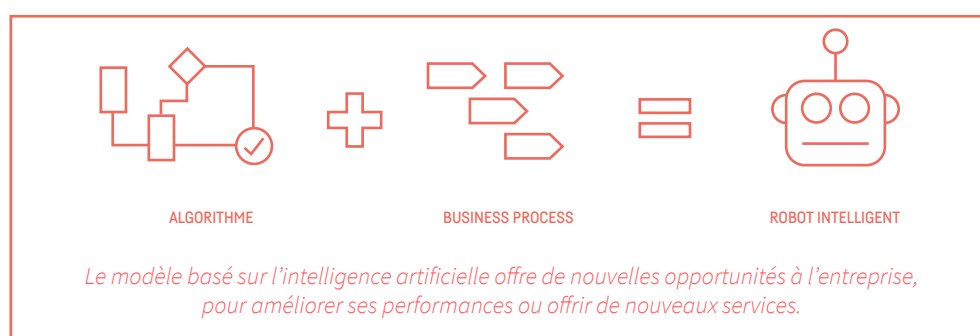 ALGORITHME
BUSINESS PROCESS
ROBOT INTELLIGENT
Le modèle basé sur l’intelligence artificielle offre de nouvelles opportunités à l’entreprise,
pour améliorer ses performances ou offrir de nouveaux services.